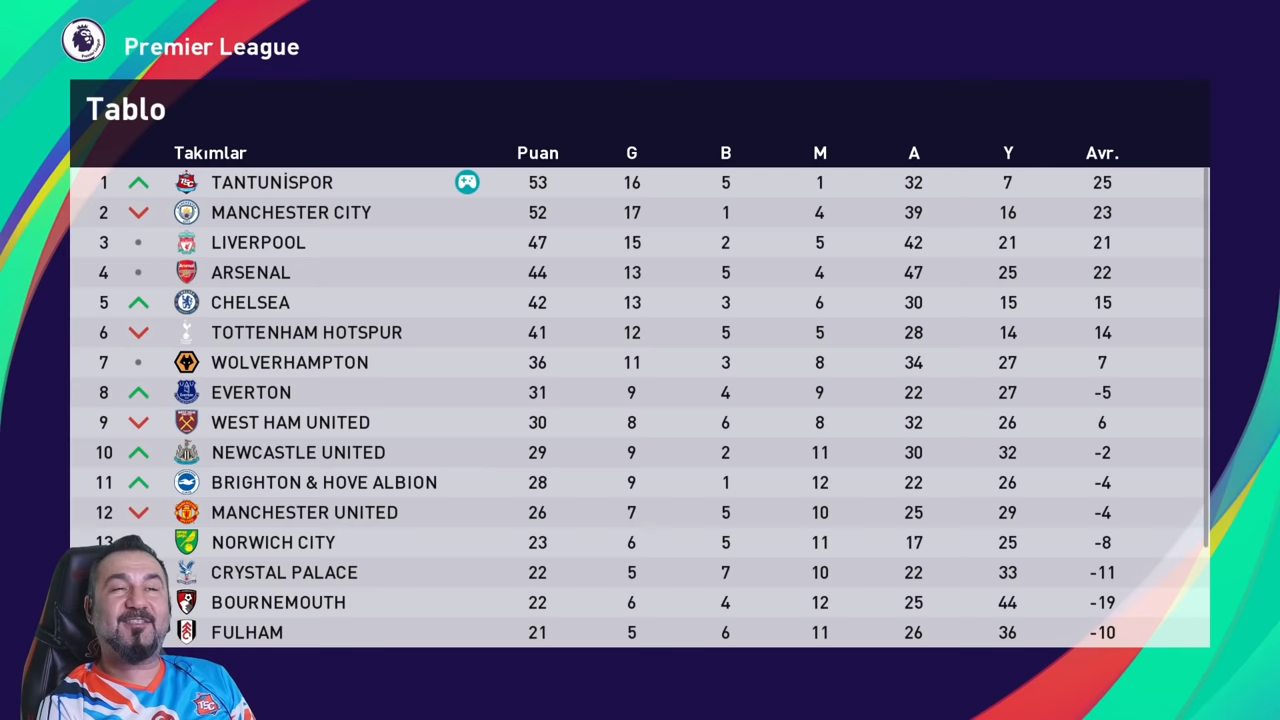 Premier League
Tablo
Takımlar Puan G B M A Y Avr.
1 TANTUNİSPOR 53 16 5 1 32 7 25
2 MANCHESTER CITY 52 17 1 4 39 16 23
3 LIVERPOOL 47 15 2 5 42 21 21
4 ARSENAL 44 13 5 4 47 25 22
5 CHELSEA 42 13 3 6 30 15 15
6 TOTTENHAM HOTSPUR 41 12 5 5 28 14 14
7 WOLVERHAMPTON 36 11 3 8 34 27 7
8 EVERTON 31 9 4 9 22 27 -5
9 WEST HAM UNITED 30 8 6 8 32 26 6
10 NEWCASTLE UNITED 29 9 2 11 30 32 -2
11 BRIGHTON & HOVE ALBION 28 9 1 12 22 26 -4
12 MANCHESTER UNITED 26 7 5 10 25 29 -4
13 NORWICH CITY 23 6 5 11 17 25 -8
CRYSTAL PALACE 22 5 7 10 22 33 -11
BOURNEMOUTH 22 6 4 12 25 44 -19
FULHAM 21 5 6 11 26 36 -10
TSC